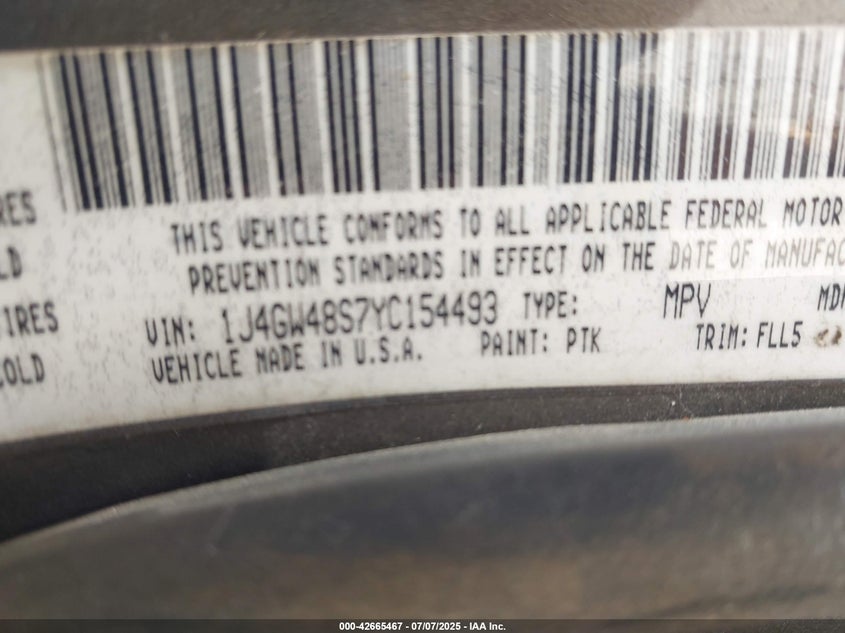 THIS VEHICLE CONFORMS TO ALL APPLICABLE FEDERAL MOTOR
PREVENTION STANDARDS IN EFFECT ON THE DATE OF MANUFAC
RES
LD
VIN: 1J4GW48S7YC154493 TYPE: MPV
IRES
VEHICLE MADE IN U.S.A. PAINT: PTK TRIM: FLL5
OLD
000-42665467 - 07/07/2025 - IAA Inc.